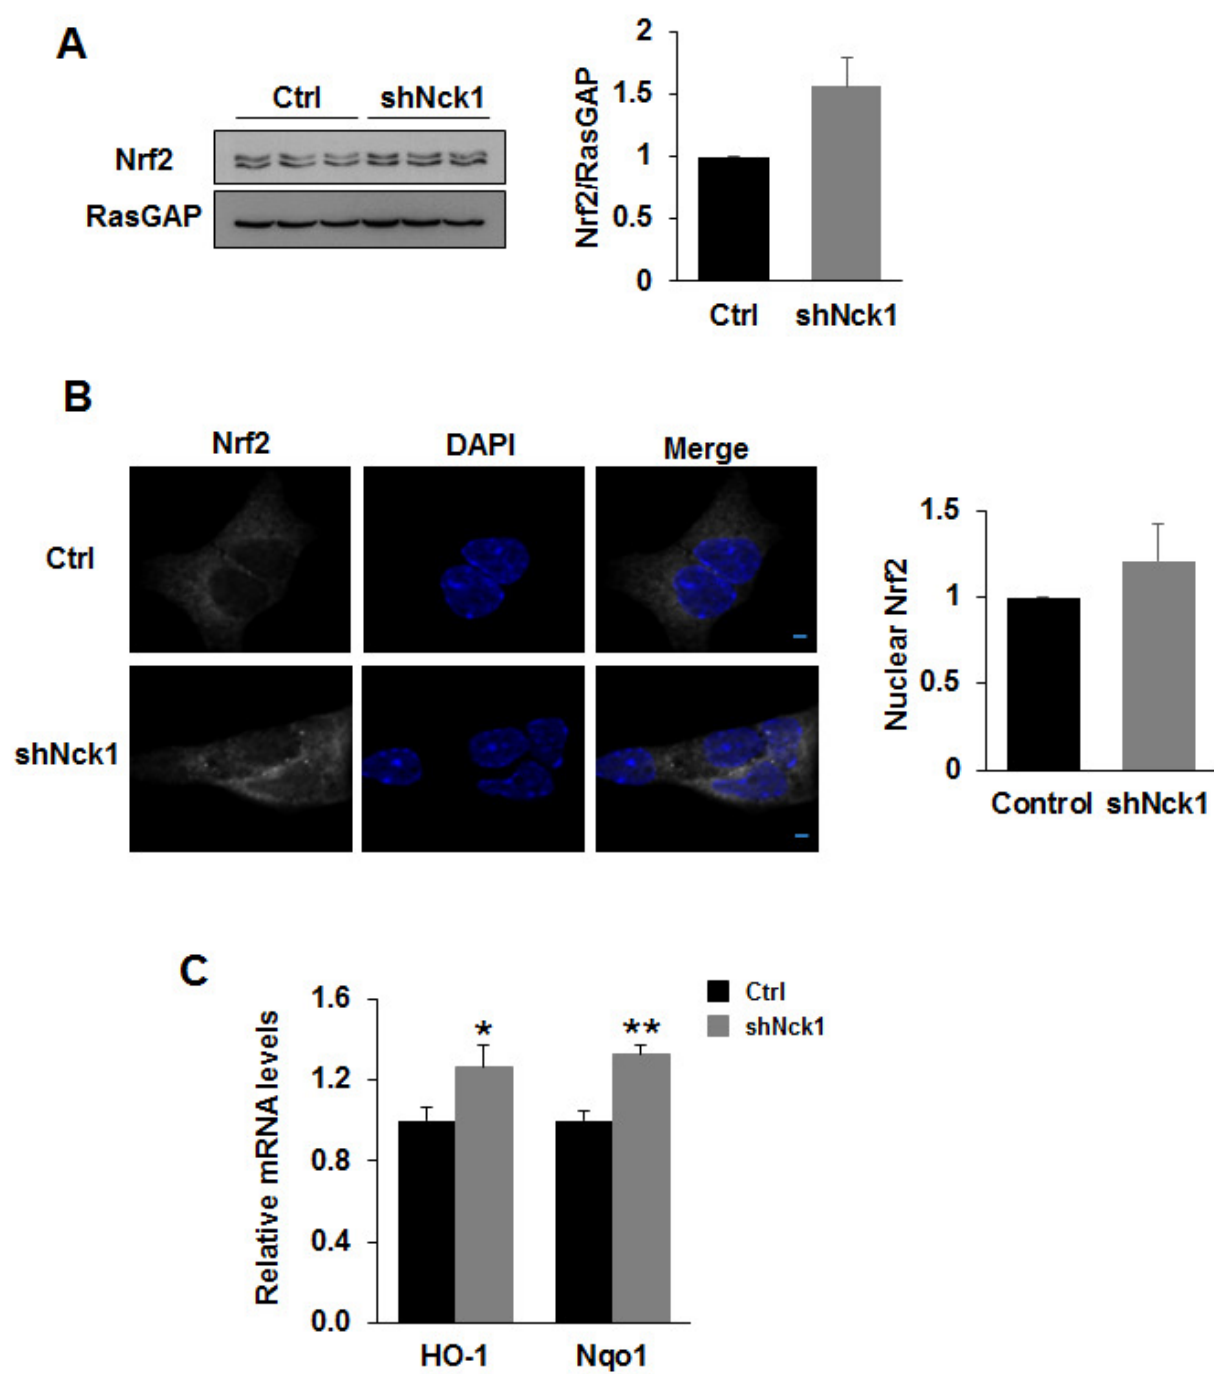 A
Ctrl shNck1
Nrf2
RasGAP
Nrf2/RasGAP
2
1.5
1
0.5
0
Ctrl shNck1
B
Nrf2 DAPI Merge
Ctrl
shNck1
Nuclear Nrf2
1.5
1
0.5
0
Control shNck1
C
Relative mRNA levels
1.6
1.2
0.8
0.4
0.0
* **
HO-1 Nqo1
Ctrl
shNck1